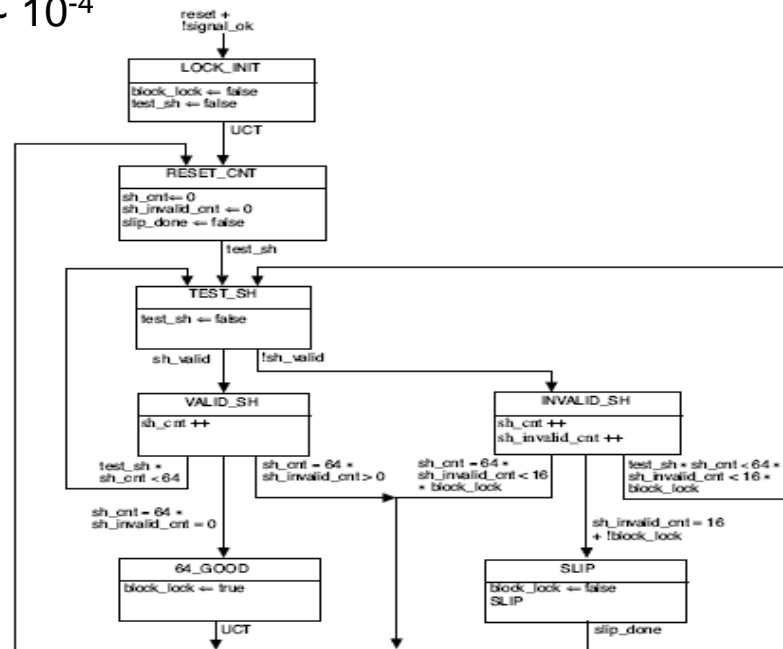 ~ 10-4
reset +
!signal_ok
LOCK_INIT
block_lock ⇐ false
test_sh ⇐ false
UCT
RESET_CNT
sh_cnt⇐ 0
sh_invalid_cnt ⇐ 0
slip_done ⇐ false
test_sh
TEST_SH
test_sh ⇐ false
sh_valid
!sh_valid
VALID_SH
sh_cnt ++
INVALID_SH
sh_cnt ++
sh_invalid_cnt ++
test_sh *
sh_cnt < 64
sh_cnt = 64 *
sh_invalid_cnt > 0
sh_cnt = 64 *
sh_invalid_cnt < 16
* block_lock
test_sh * sh_cnt < 64 *
sh_invalid_cnt < 16 *
block_lock
sh_cnt = 64 *
sh_invalid_cnt = 0
sh_invalid_cnt = 16
+ !block_lock
64_GOOD
block_lock ⇐ true
SLIP
block_lock ⇐ false
SLIP
UCT
slip_done